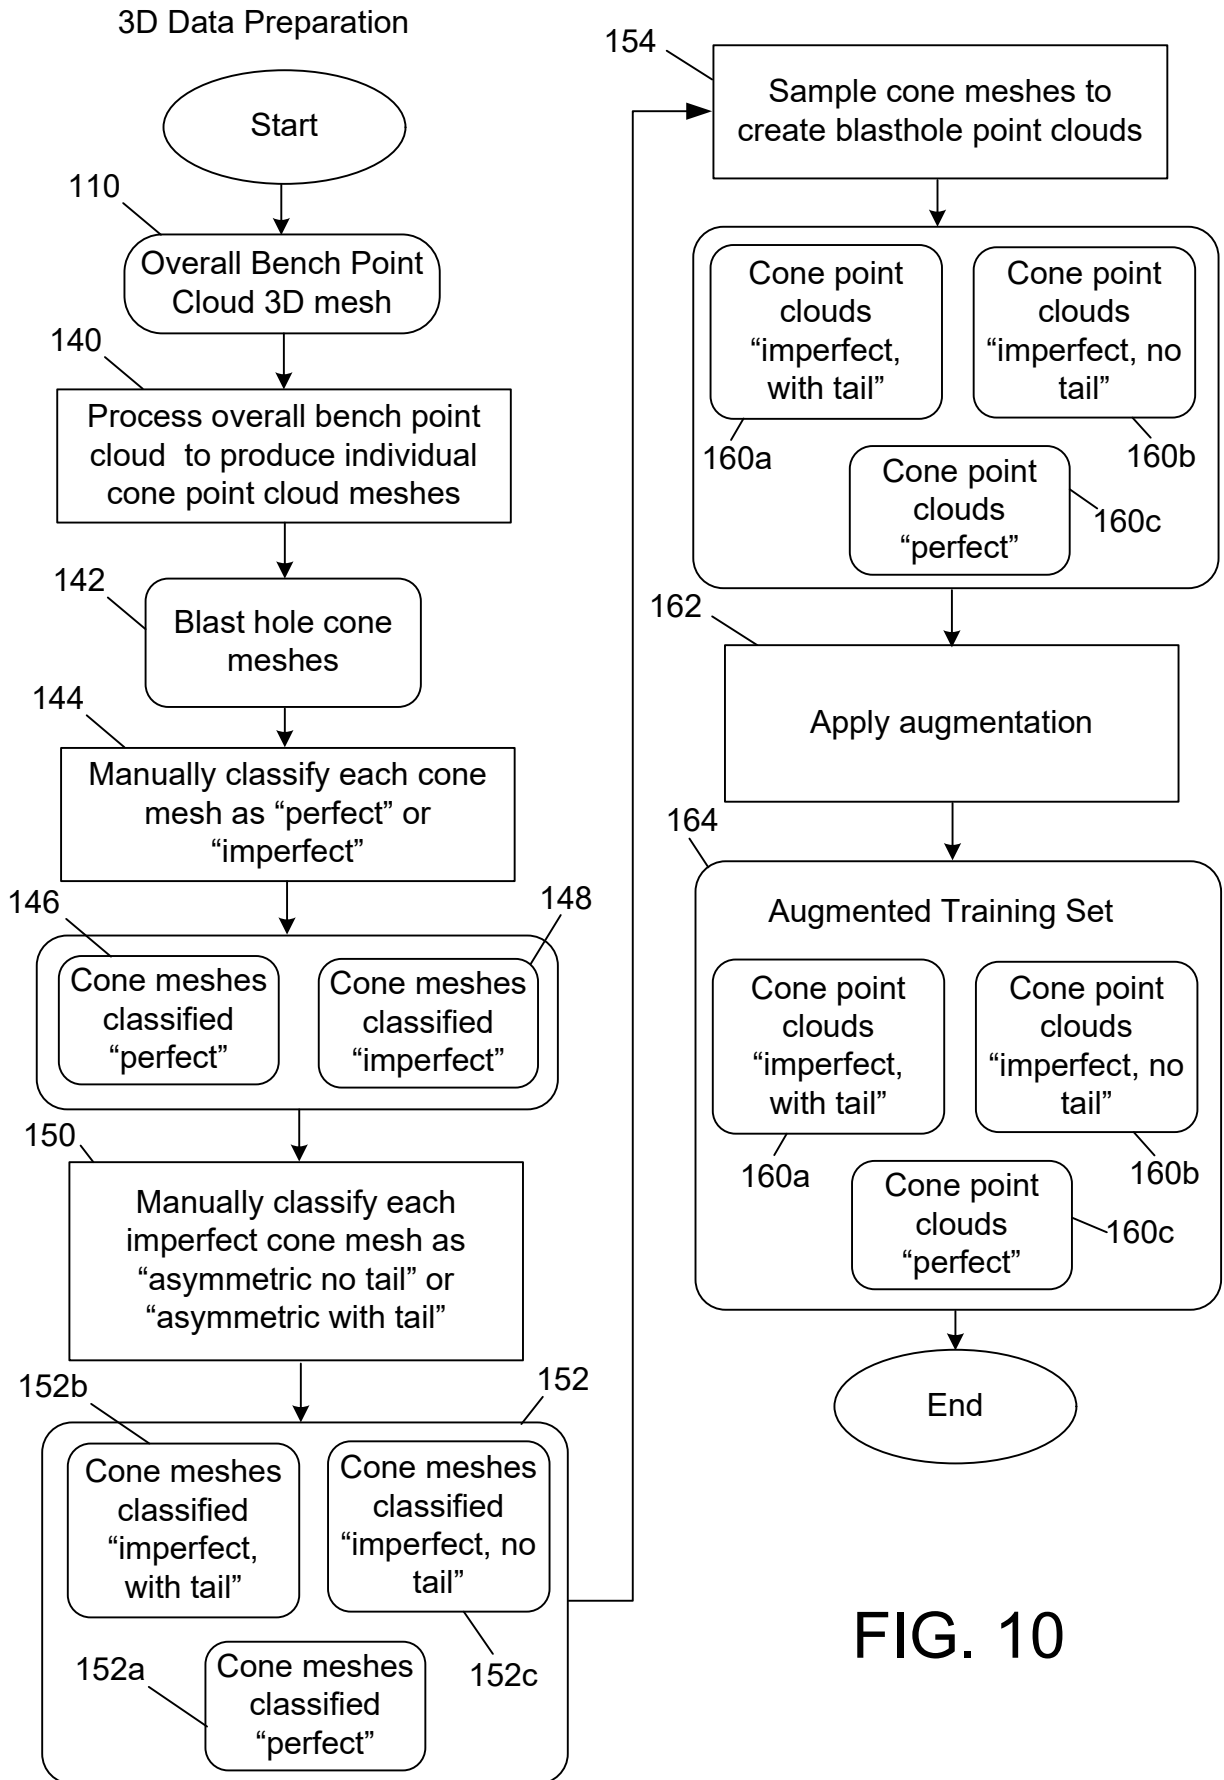 3D Data Preparation
Start
110
Overall Bench Point
Cloud 3D mesh
140
Process overall bench point
cloud to produce individual
cone point cloud meshes
142
Blast hole cone
meshes
144
Manually classify each cone
mesh as “perfect” or
“imperfect”
146
148
Cone meshes
classified
“perfect”
Cone meshes
classified
“imperfect”
150
Manually classify each
imperfect cone mesh as
“asymmetric no tail” or
“asymmetric with tail”
152b
152
Cone meshes
classified
“imperfect,
with tail”
Cone meshes
classified
“imperfect, no
tail”
152a
152c
Cone meshes
classified
“perfect”
154
Sample cone meshes to
create blasthole point clouds
Cone point
clouds
“imperfect,
with tail”
Cone point
clouds
“imperfect, no
tail”
160a
160b
Cone point
clouds
“perfect”
160c
162
Apply augmentation
164
Augmented Training Set
Cone point
clouds
“imperfect,
with tail”
Cone point
clouds
“imperfect, no
tail”
160a
160b
Cone point
clouds
“perfect”
160c
End
FIG. 10